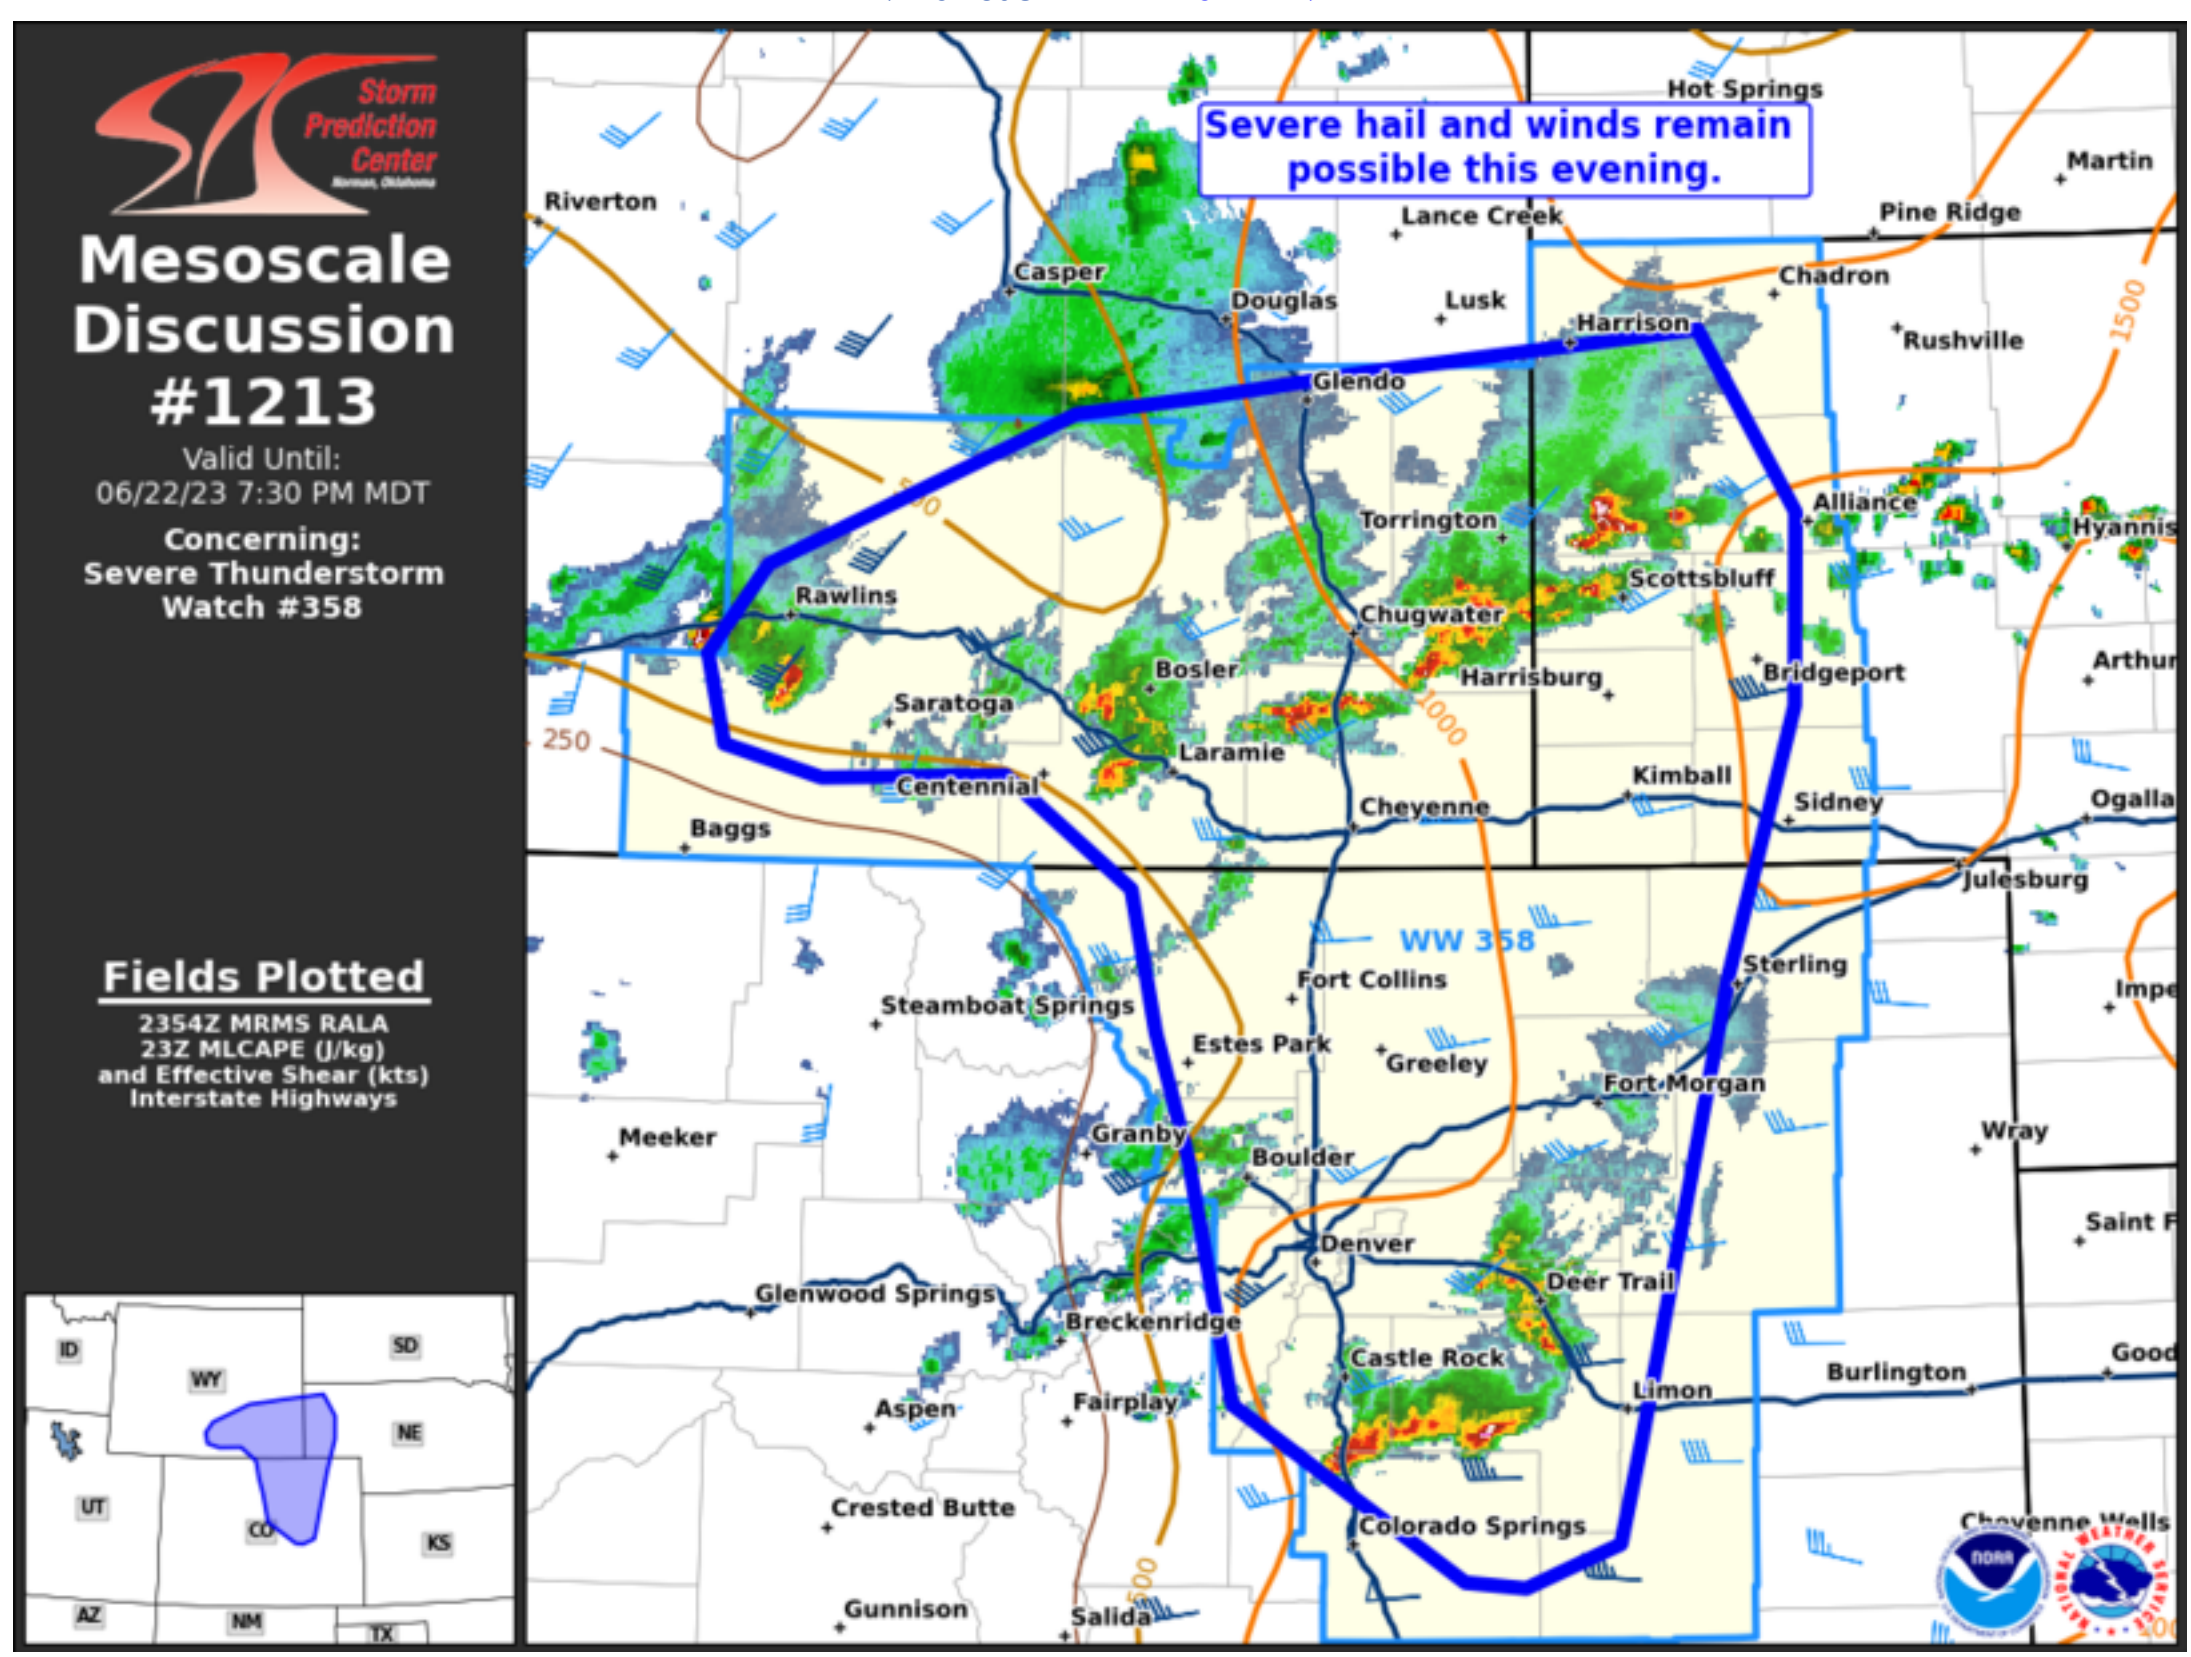 Storm
Prediction
Center
Norman, Oklahoma
Mesoscale
Discussion
#1213
Valid Until:
06/22/23 7:30 PM MDT
Concerning:
Severe Thunderstorm
Watch #358
Fields Plotted
2354Z MRMS RALA
23Z MLCAPE (J/kg)
and Effective Shear (kts)
Interstate Highways
ID
WY
SD
NE
UT
CO
KS
AZ
NM
TX
Hot Springs
Severe hail and winds remain
possible this evening.
Martin
Riverton
Lance Creek
Pine Ridge
Casper
Chadron
Douglas
Lusk
1500
Harrison
Rushville
Glendo
500
Alliance
Torrington
Hyannis
Rawlins
Scottsbluff
Chugwater
Bosler
Harrisburg
Bridgeport
Arthur
Saratoga
1000
250
Laramie
Centennial
Kimball
Cheyenne
Sidney
Ogalla
Baggs
Julesburg
WW 358
Sterling
Fort Collins
Impe
Steamboat Springs
Estes Park
Greeley
Fort Morgan
Meeker
Granby
Wray
Boulder
Saint F
Denver
Deer Trail
Glenwood Springs
Breckenridge
Castle Rock
Good
Burlington
Limon
Aspen
Fairplay
Crested Butte
Colorado Springs
Cheyenne Wells
500
Gunnison
Salida
NOAA
NATIONAL WEATHER SERVICE